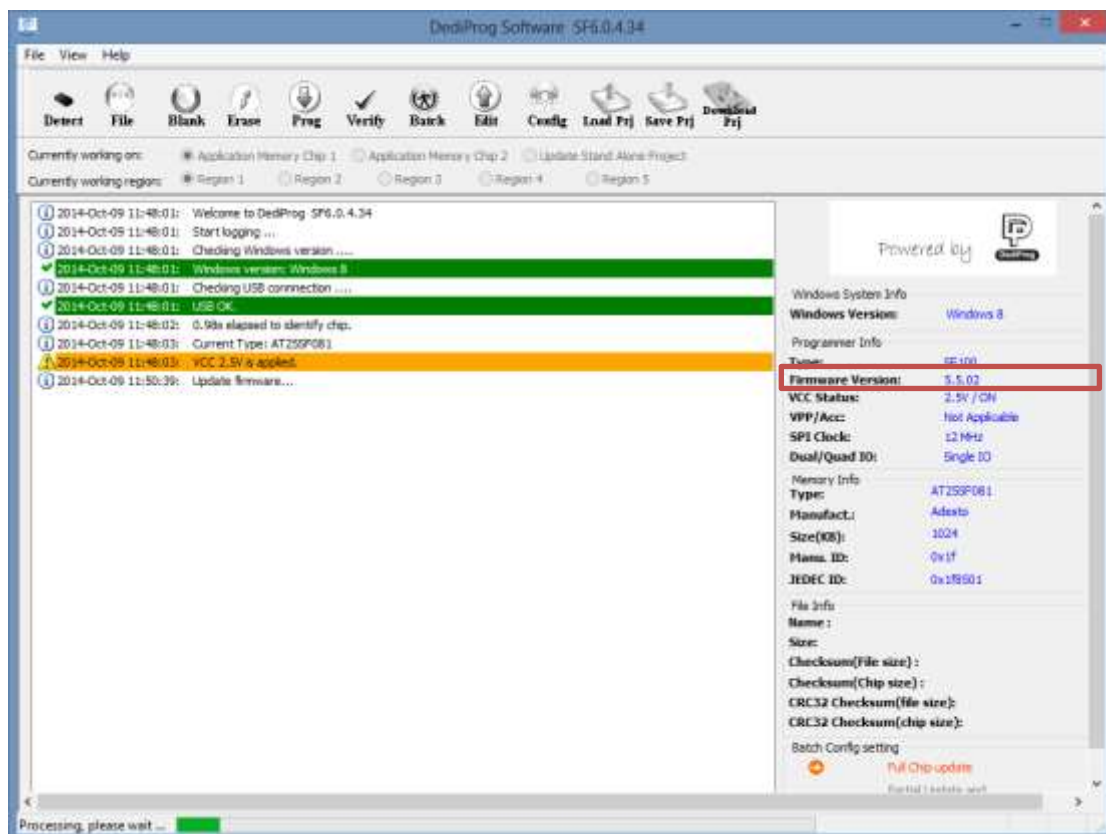 DediProg Software SF6.0.4.34
File View Help
Detect File Blank Erase Prog Verify Batch Edit Config Load Prj Save Prj Download Prj
Currently working on: Application Memory Chip 1 Application Memory Chip 2 Update Stand Alone Project
Currently working region: Region 1 Region 2 Region 3 Region 4 Region 5
2014-Oct-09 11:48:01: Welcome to DediProg SF6.0.4.34
2014-Oct-09 11:48:01: Start logging ...
2014-Oct-09 11:48:01: Checking Windows version ....
2014-Oct-09 11:48:01: Windows version: Windows 8
2014-Oct-09 11:48:01: Checking USB connnection ....
2014-Oct-09 11:48:01: USB OK.
2014-Oct-09 11:48:02: 0.98s elapsed to identify chip.
2014-Oct-09 11:48:03: Current Type: AT25SF081
2014-Oct-09 11:48:03: VCC 2.5V is applied.
2014-Oct-09 11:50:39: Update firmware...
Powered by DediProg
Windows System Info
Windows Version: Windows 8
Programmer Info
Type: SF100
Firmware Version: 5.5.02
VCC Status: 2.5V / ON
VPP/Acc: Not Applicable
SPI Clock: 12 MHz
Dual/Quad IO: Single IO
Memory Info
Type: AT25SF081
Manufact.: Adesto
Size(KB): 1024
Manu. ID: 0x1f
JEDEC ID: 0x1f8501
File Info
Name :
Size:
Checksum(File size) :
Checksum(Chip size) :
CRC32 Checksum(file size):
CRC32 Checksum(chip size):
Batch Config setting
Full Chip update
Processing, please wait ...